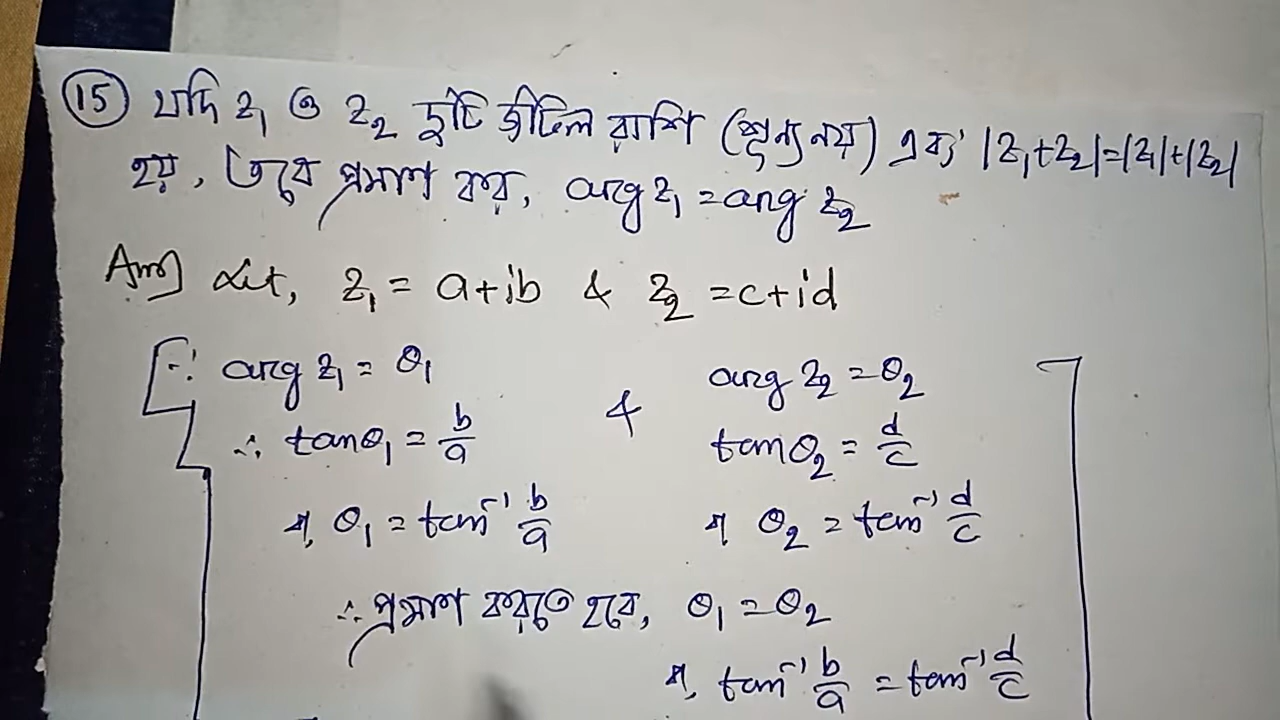 15 যদি z₁ ও z₂ দুটি জটিল রাশি (শূন্য নয়) এবং |z₁+z₂|=|z₁|+|z₂|
হয়, তবে প্রমাণ কর, arg z₁ = arg z₂
Ans] Let, z₁ = a+ib & z₂ = c+id
[∵ arg z₁ = θ₁ & arg z₂ = θ₂
∴ tanθ₁ = b/a tanθ₂ = d/c
বা, θ₁ = tan⁻¹ b/a বা θ₂ = tan⁻¹ d/c
∴ প্রমাণ করতে হবে, θ₁ = θ₂
বা, tan⁻¹ b/a = tan⁻¹ d/c